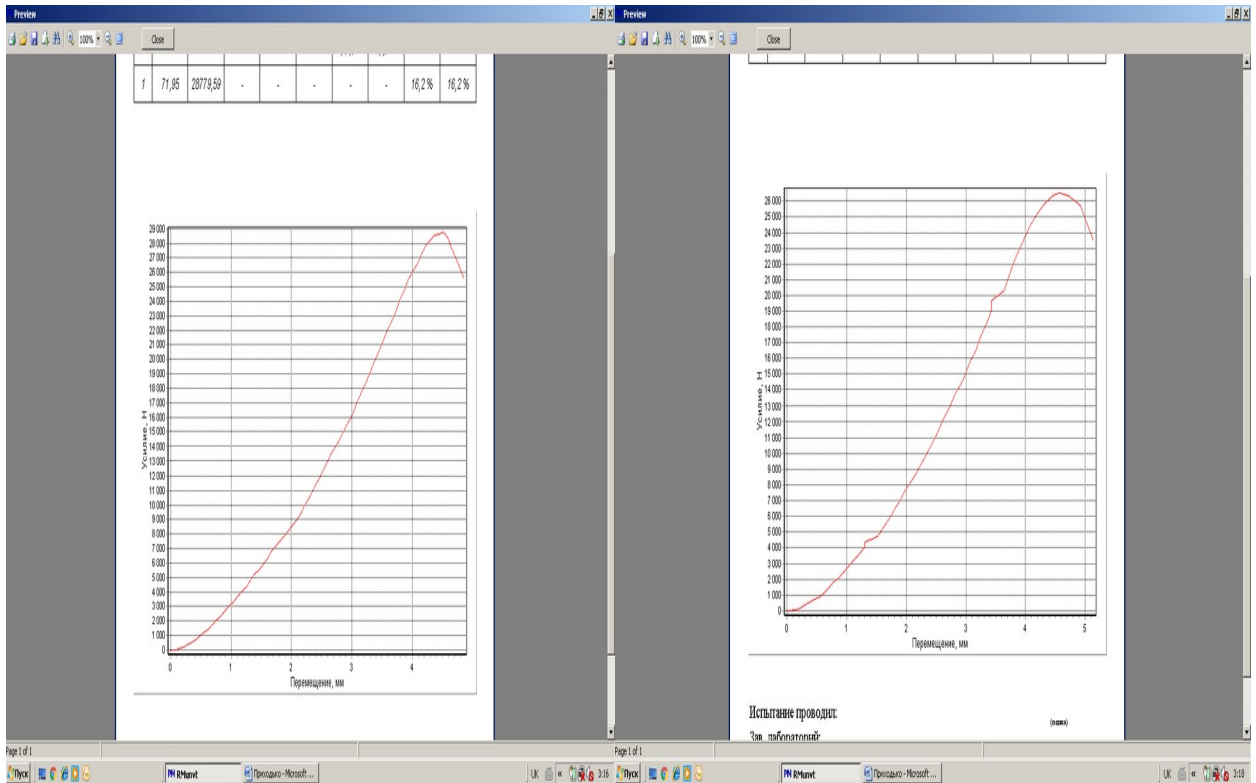 Preview
100%
Close
1 71,95 28779,59 - - - - - 16,2 % 16,2 %
29 000
28 000
27 000
26 000
25 000
24 000
23 000
22 000
21 000
20 000
19 000
18 000
17 000
16 000
15 000
14 000
13 000
12 000
11 000
10 000
9 000
8 000
7 000
6 000
5 000
4 000
3 000
2 000
1 000
0
Усилие, Н
0 1 2 3 4
Перемещение, мм
Page 1 of 1
Пуск
RMunvt
Приходько - Microsoft ...
UK
3:16
Preview
100%
Close
26 000
25 000
24 000
23 000
22 000
21 000
20 000
19 000
18 000
17 000
16 000
15 000
14 000
13 000
12 000
11 000
10 000
9 000
8 000
7 000
6 000
5 000
4 000
3 000
2 000
1 000
0
Усилие, Н
0 1 2 3 4 5
Перемещение, мм
Испытание проводил:
(подпись)
Зав. лабораторий:
Page 1 of 1
Пуск
RMunvt
Приходько - Microsoft ...
UK
3:18